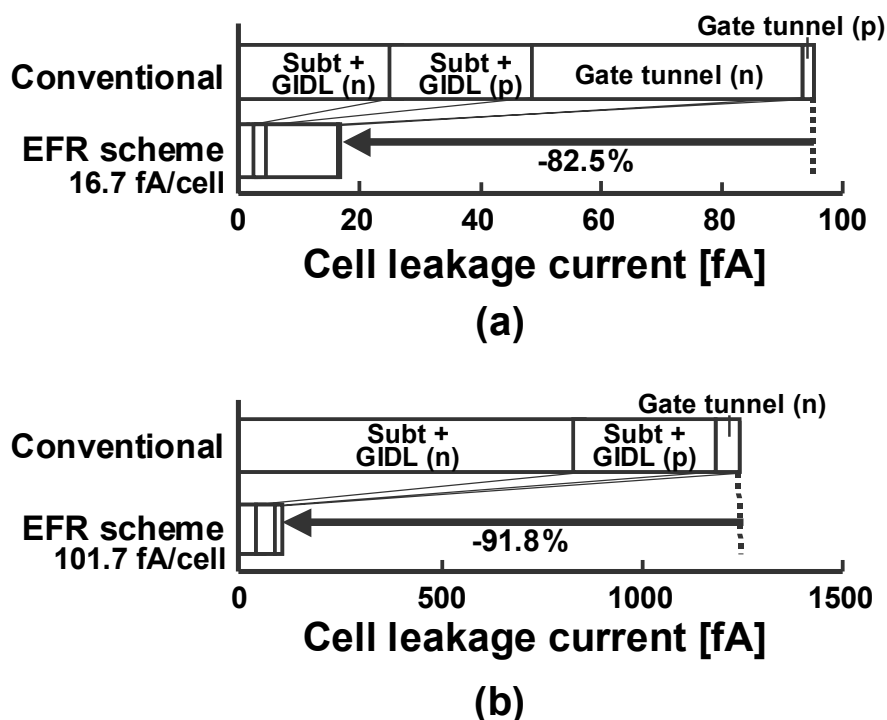 Gate tunnel (p)
Conventional
Subt +
GIDL (n)
Subt +
GIDL (p)
Gate tunnel (n)
EFR scheme
16.7 fA/cell
-82.5%
0 20 40 60 80 100
Cell leakage current [fA]
(a)
Gate tunnel (n)
Conventional
Subt +
GIDL (n)
Subt +
GIDL (p)
EFR scheme
101.7 fA/cell
-91.8%
0 500 1000 1500
Cell leakage current [fA]
(b)